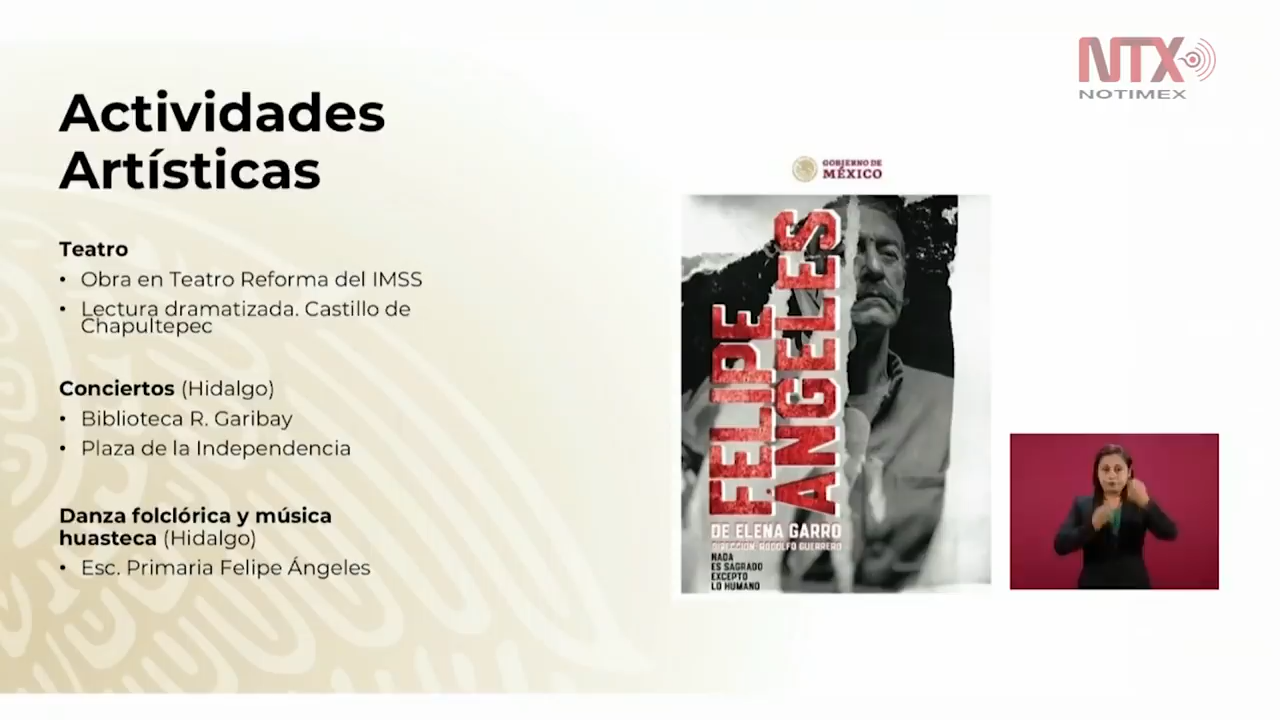 Actividades
Artísticas
Teatro
• Obra en Teatro Reforma del IMSS
• Lectura dramatizada. Castillo de
Chapultepec
Conciertos (Hidalgo)
• Biblioteca R. Garibay
• Plaza de la Independencia
Danza folclórica y música
huasteca (Hidalgo)
• Esc. Primaria Felipe Ángeles
NTX
NOTIMEX
GOBIERNO DE
MÉXICO
FELIPE
ANGELES
DE ELENA GARRO
DIRECCIÓN: RODOLFO GUERRERO
NADA
ES SAGRADO
EXCEPTO
LO HUMANO